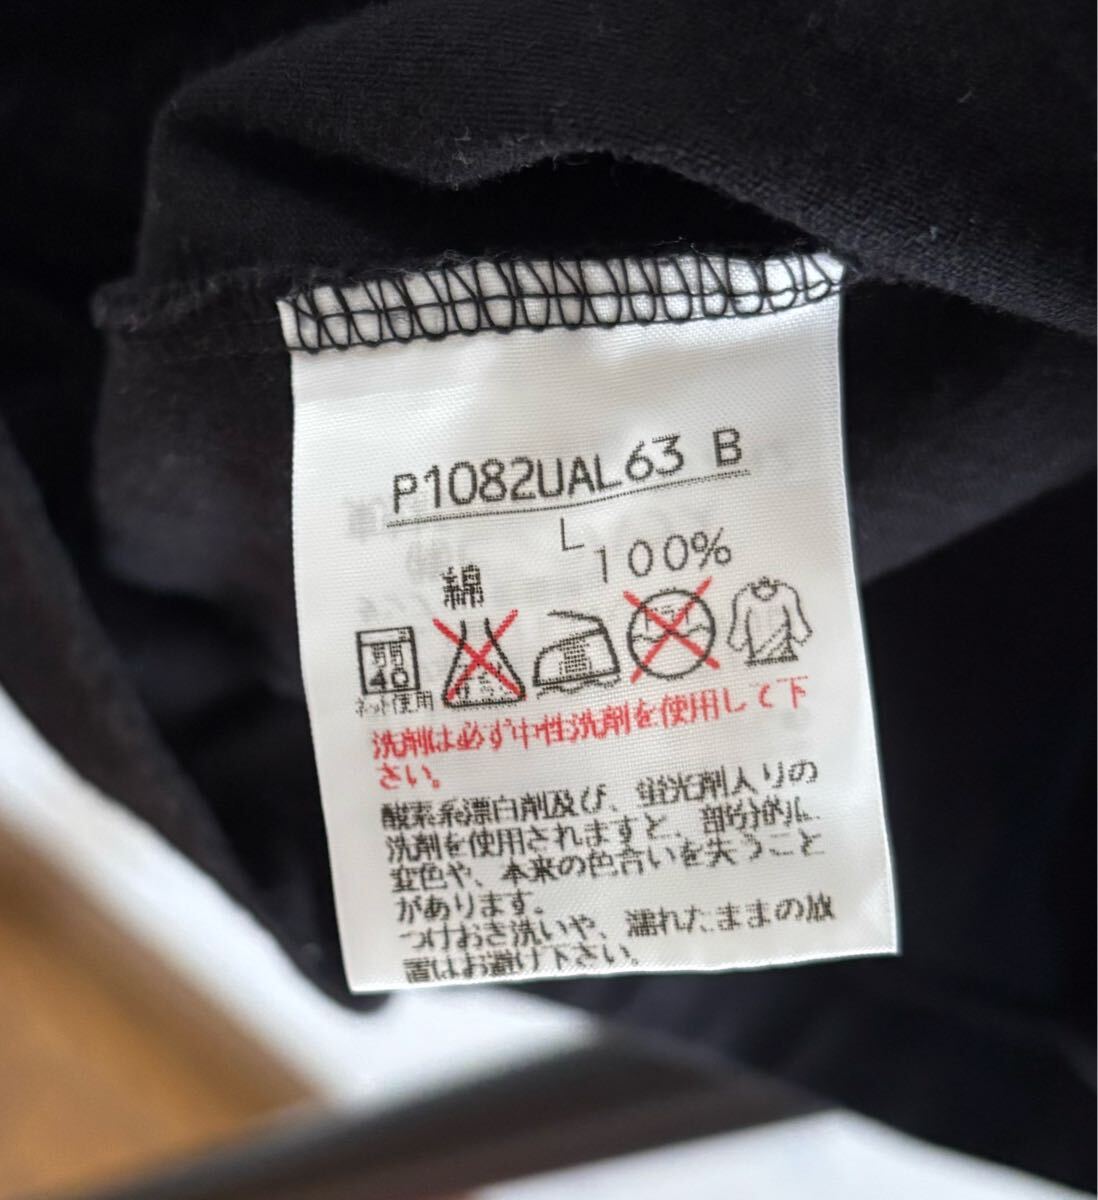 P1082UAL63 B
L
綿 100%
弱 40
ネット使用
洗剤は必ず中性洗剤を使用して下
さい。
酸素系漂白剤及び、蛍光剤入りの
洗剤を使用されますと、部分的に
変色や、本来の色合いを失うこと
があります。
つけおき洗いや、濡れたままの放
置はお避け下さい。